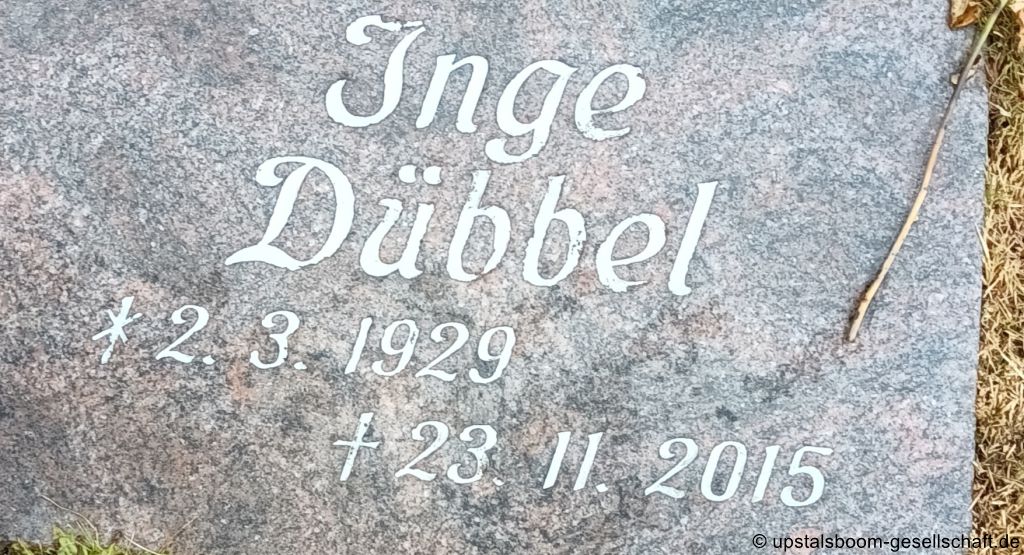 Inge
Dübbel
* 2. 3. 1929
† 23. 11. 2015
© upstalsboom-gesellschaft.de